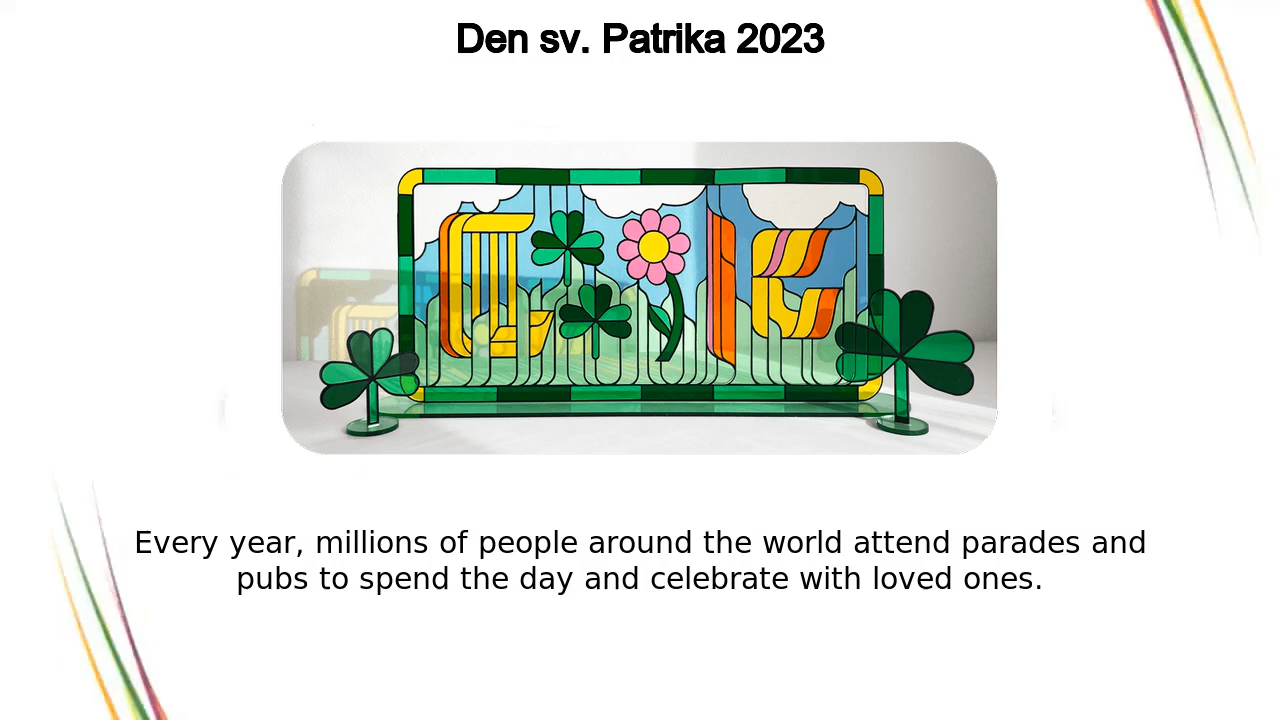 Den sv. Patrika 2023
Every year, millions of people around the world attend parades and
pubs to spend the day and celebrate with loved ones.